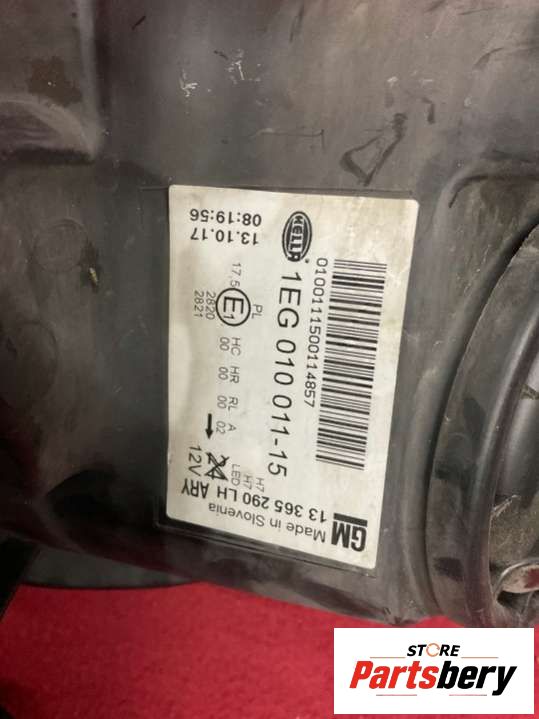 13.10.17
08:19:56
HELLA
1EG 010 011-15
0100111500114857
17,5
E1
2820
2821
PL
HC HR RL A
00 00 00 02
12V
H7
H7
LED
GM
13 365 290 LH ARY
Made in Slovenia
STORE
Partsbery